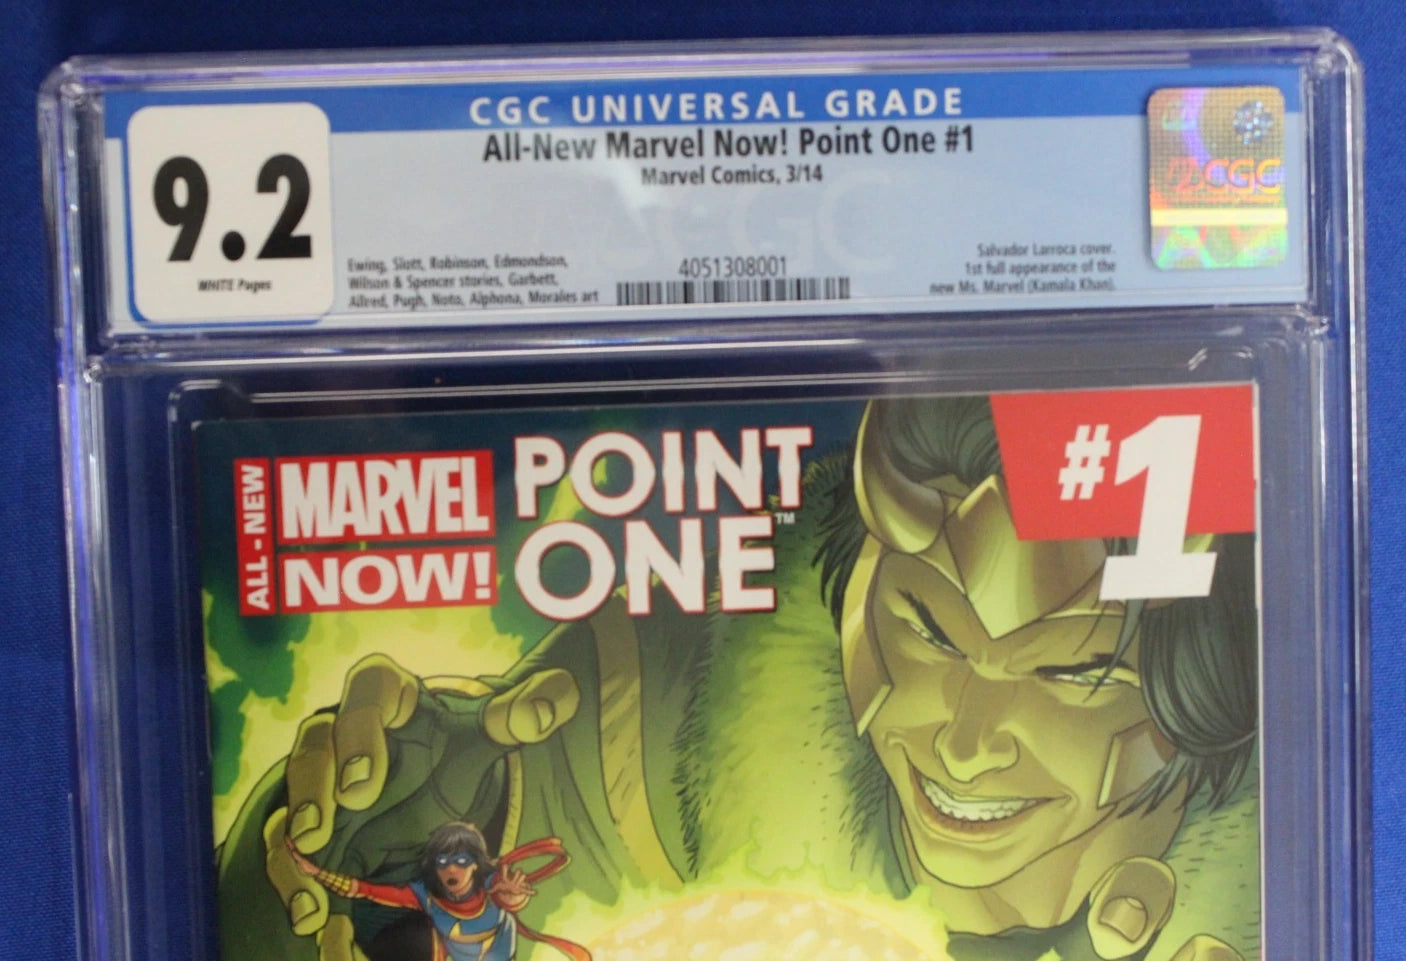 CGC UNIVERSAL GRADE
All-New Marvel Now! Point One #1
Marvel Comics, 3/14
9.2
WHITE Pages
Ewing, Slott, Robinson, Edmondson,
Wilson & Spencer stories, Garbett,
Allred, Pugh, Noto, Alphona, Morales art
4051308001
Salvador Larroca cover.
1st full appearance of the
new Ms. Marvel (Kamala Khan).
CGC
CGC
ALL-NEW
MARVEL
NOW!
POINT
ONE
TM
#1